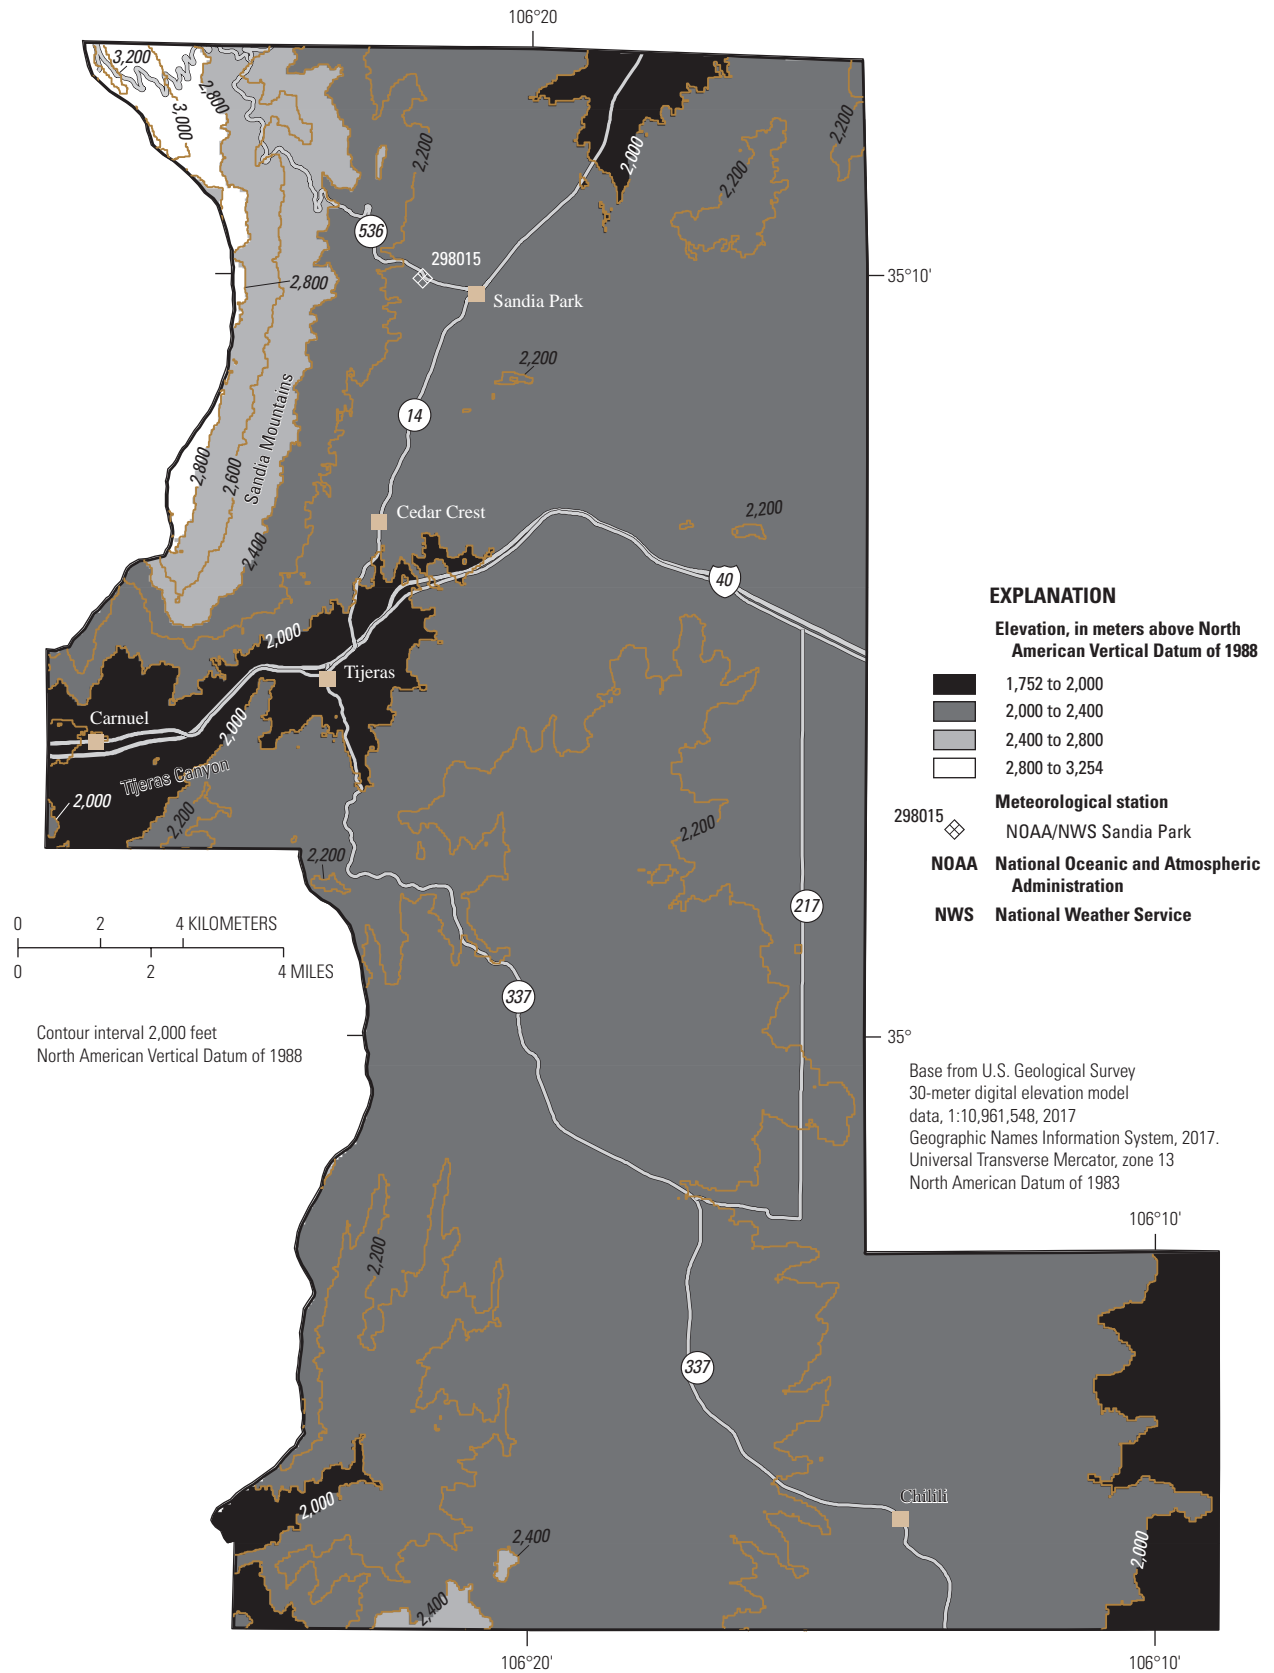 106°20
3,200
2,800
3,000
2,200
2,000
2,200
2,200
536
298015
35°10'
2,800
Sandia Park
2,200
14
Sandia Mountains
2,800
2,600
2,400
Cedar Crest
2,200
40
2,000
Tijeras
Carnuel
2,000
Tijeras Canyon
2,000
2,200
2,200
2,200
217
337
35°
2,200
337
2,000
Chilili
2,400
2,400
2,000
106°10'
106°20'
106°10'
EXPLANATION
Elevation, in meters above North
American Vertical Datum of 1988
1,752 to 2,000
2,000 to 2,400
2,400 to 2,800
2,800 to 3,254
Meteorological station
298015
NOAA/NWS Sandia Park
NOAA National Oceanic and Atmospheric
Administration
NWS National Weather Service
0 2 4 KILOMETERS
0 2 4 MILES
Contour interval 2,000 feet
North American Vertical Datum of 1988
Base from U.S. Geological Survey
30-meter digital elevation model
data, 1:10,961,548, 2017
Geographic Names Information System, 2017.
Universal Transverse Mercator, zone 13
North American Datum of 1983